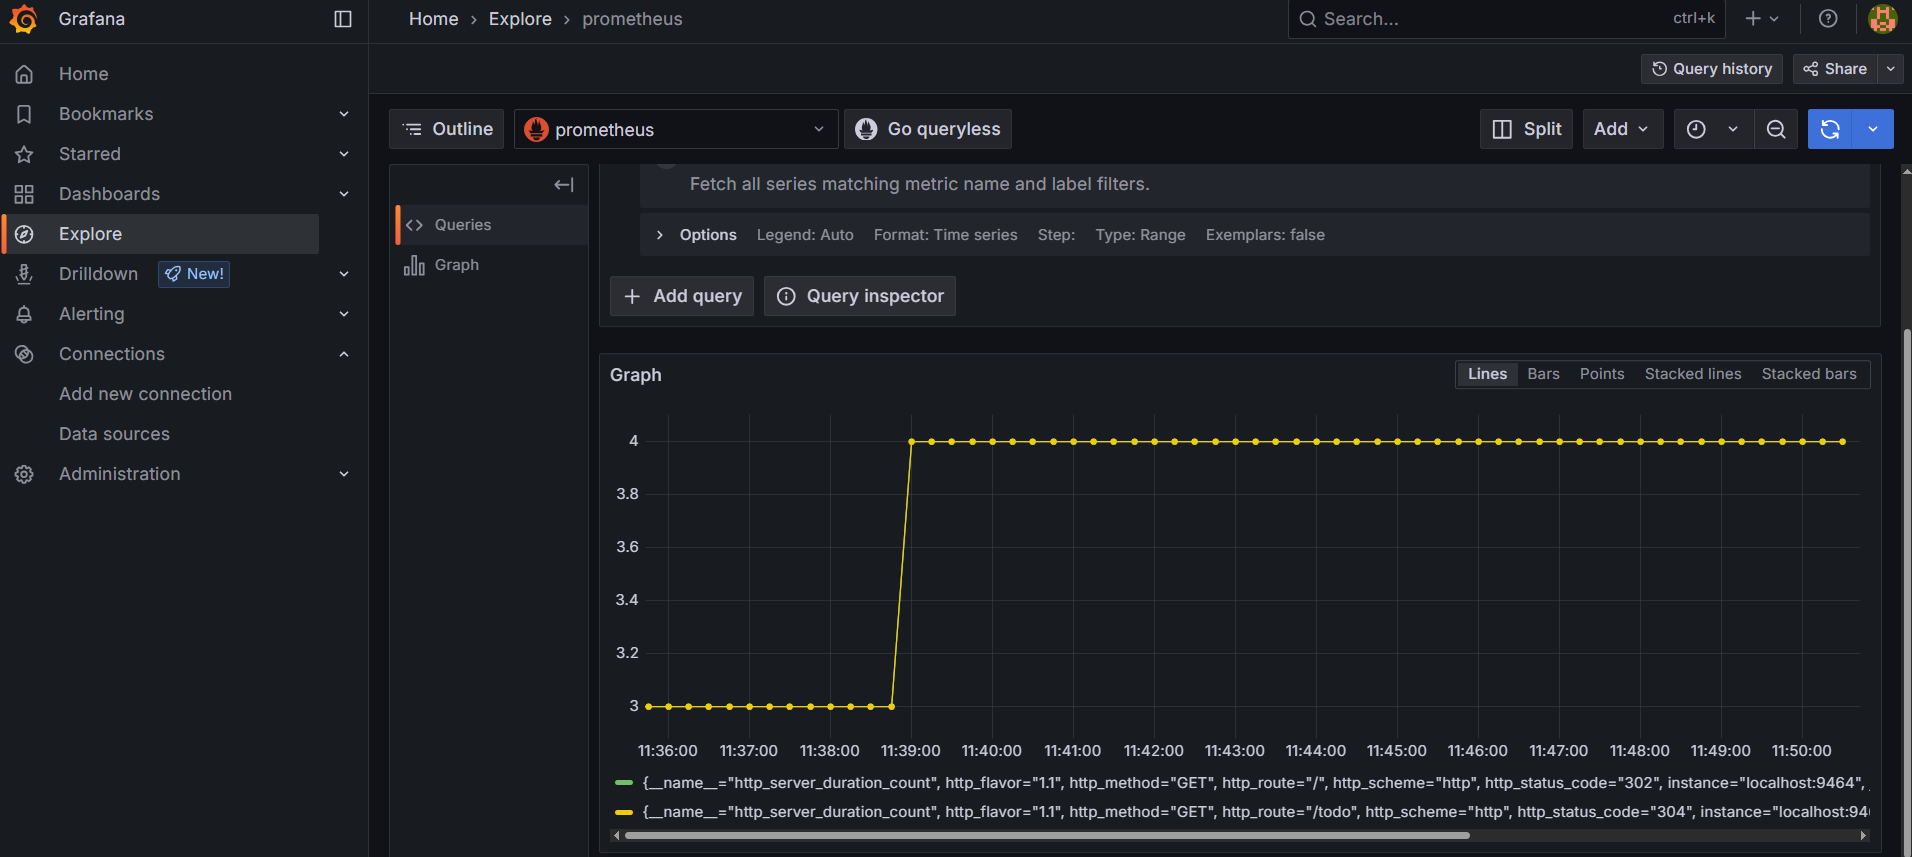 Grafana
Home › Explore › prometheus
Search... ctrl+k
Home
Bookmarks
Starred
Dashboards
Explore
Drilldown New!
Alerting
Connections
Add new connection
Data sources
Administration
Query history Share
Outline prometheus Go queryless Split Add
Queries
Graph
Fetch all series matching metric name and label filters.
Options Legend: Auto Format: Time series Step: Type: Range Exemplars: false
+ Add query Query inspector
Graph Lines Bars Points Stacked lines Stacked bars
4
3.8
3.6
3.4
3.2
3
11:36:00 11:37:00 11:38:00 11:39:00 11:40:00 11:41:00 11:42:00 11:43:00 11:44:00 11:45:00 11:46:00 11:47:00 11:48:00 11:49:00 11:50:00
{__name__="http_server_duration_count", http_flavor="1.1", http_method="GET", http_route="/", http_scheme="http", http_status_code="302", instance="localhost:9464",
{__name__="http_server_duration_count", http_flavor="1.1", http_method="GET", http_route="/todo", http_scheme="http", http_status_code="304", instance="localhost:94